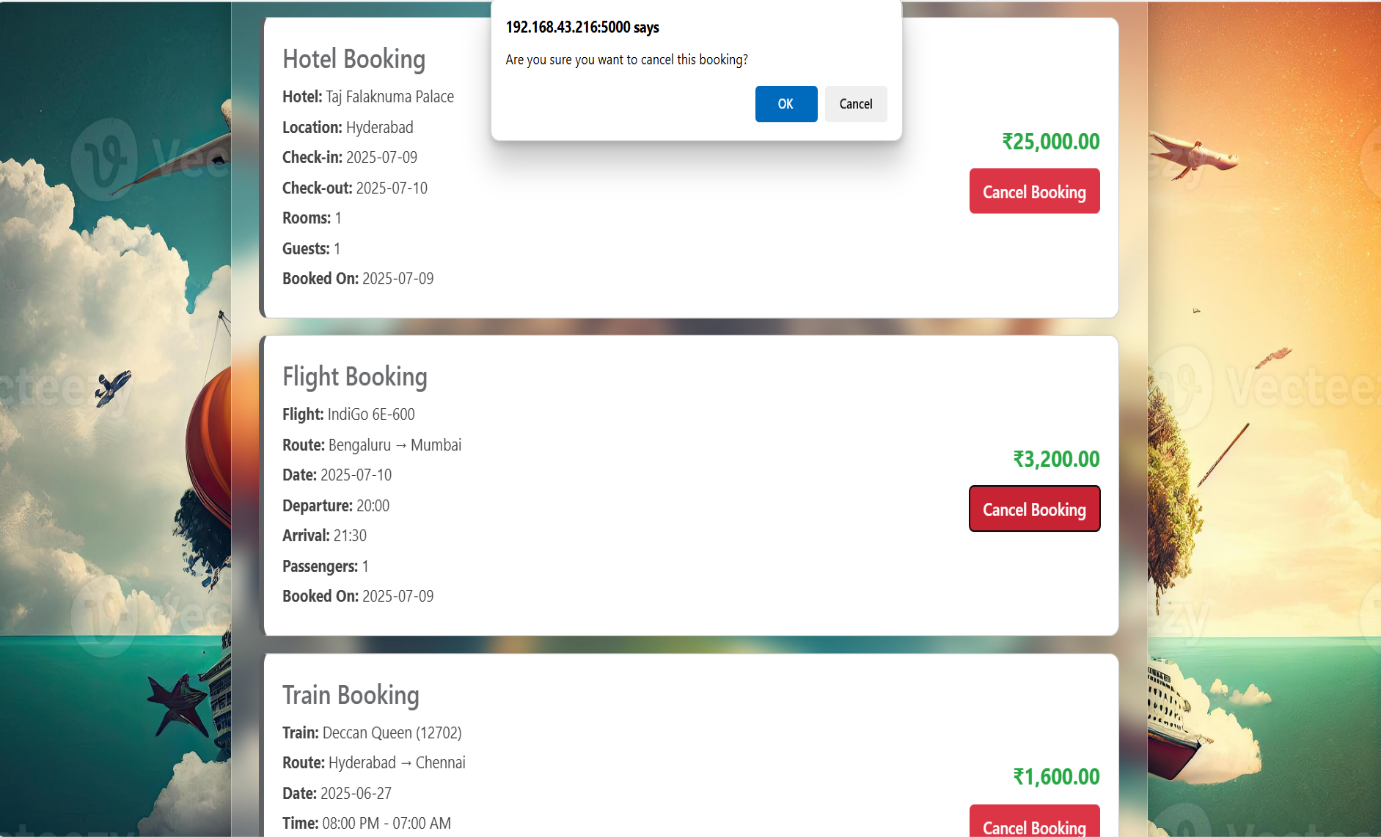 192.168.43.216:5000 says
Are you sure you want to cancel this booking?
OK
Cancel
Hotel Booking
Hotel: Taj Falaknuma Palace
Location: Hyderabad
Check-in: 2025-07-09
Check-out: 2025-07-10
Rooms: 1
Guests: 1
Booked On: 2025-07-09
₹25,000.00
Cancel Booking
Flight Booking
Flight: IndiGo 6E-600
Route: Bengaluru → Mumbai
Date: 2025-07-10
Departure: 20:00
Arrival: 21:30
Passengers: 1
Booked On: 2025-07-09
₹3,200.00
Cancel Booking
Train Booking
Train: Deccan Queen (12702)
Route: Hyderabad → Chennai
Date: 2025-06-27
Time: 08:00 PM - 07:00 AM
₹1,600.00
Cancel Booking